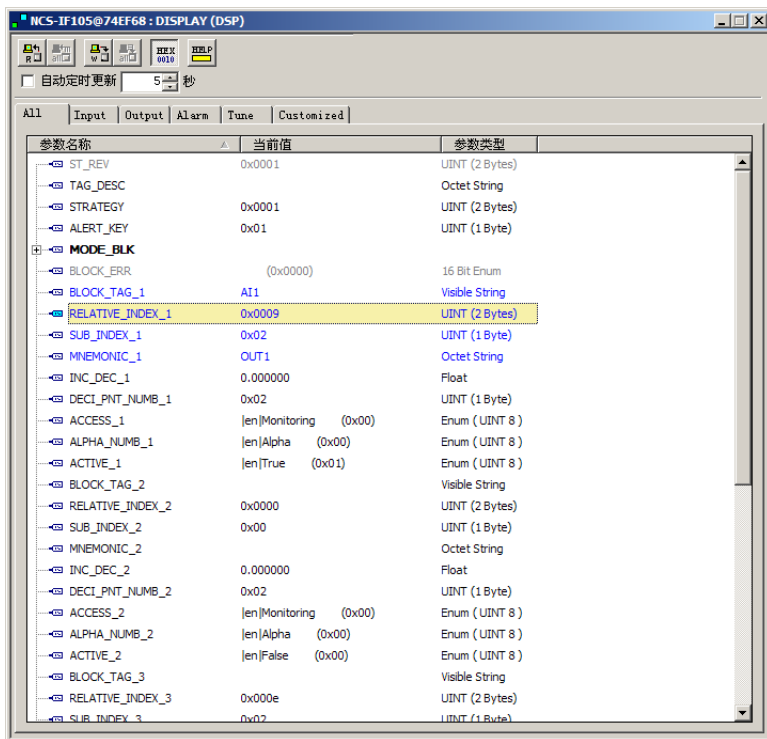 NCS-IF105@74EF68 : DISPLAY (DSP)
R all W all HEX 0010 HELP
自动定时更新 5 秒
All Input Output Alarm Tune Customized
参数名称 当前值 参数类型
ST_REV 0x0001 UINT (2 Bytes)
TAG_DESC Octet String
STRATEGY 0x0001 UINT (2 Bytes)
ALERT_KEY 0x01 UINT (1 Byte)
MODE_BLK
BLOCK_ERR (0x0000) 16 Bit Enum
BLOCK_TAG_1 AI1 Visible String
RELATIVE_INDEX_1 0x0009 UINT (2 Bytes)
SUB_INDEX_1 0x02 UINT (1 Byte)
MNEMONIC_1 OUT1 Octet String
INC_DEC_1 0.000000 Float
DECI_PNT_NUMB_1 0x02 UINT (1 Byte)
ACCESS_1 |en|Monitoring (0x00) Enum ( UINT 8 )
ALPHA_NUMB_1 |en|Alpha (0x00) Enum ( UINT 8 )
ACTIVE_1 |en|True (0x01) Enum ( UINT 8 )
BLOCK_TAG_2 Visible String
RELATIVE_INDEX_2 0x0000 UINT (2 Bytes)
SUB_INDEX_2 0x00 UINT (1 Byte)
MNEMONIC_2 Octet String
INC_DEC_2 0.000000 Float
DECI_PNT_NUMB_2 0x02 UINT (1 Byte)
ACCESS_2 |en|Monitoring (0x00) Enum ( UINT 8 )
ALPHA_NUMB_2 |en|Alpha (0x00) Enum ( UINT 8 )
ACTIVE_2 |en|False (0x00) Enum ( UINT 8 )
BLOCK_TAG_3 Visible String
RELATIVE_INDEX_3 0x000e UINT (2 Bytes)
SUB_INDEX_3 0x02 UINT (1 Byte)